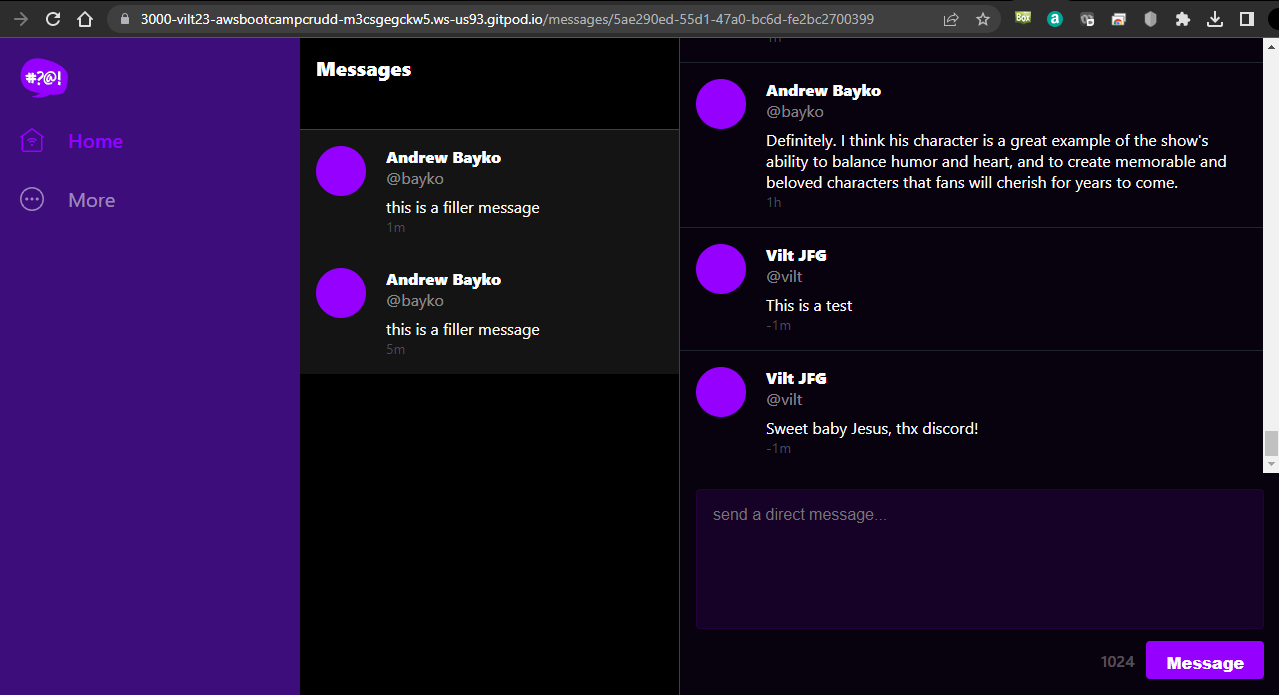 3000-vilt23-awsbootcampcrudd-m3csgegckw5.ws-us93.gitpod.io/messages/5ae290ed-55d1-47a0-bc6d-fe2bc2700399
Box
a
#?@!
Home
More
Messages
Andrew Bayko
@bayko
this is a filler message
1m
Andrew Bayko
@bayko
this is a filler message
5m
Andrew Bayko
@bayko
Definitely. I think his character is a great example of the show's
ability to balance humor and heart, and to create memorable and
beloved characters that fans will cherish for years to come.
1h
Vilt JFG
@vilt
This is a test
-1m
Vilt JFG
@vilt
Sweet baby Jesus, thx discord!
-1m
send a direct message...
1024
Message